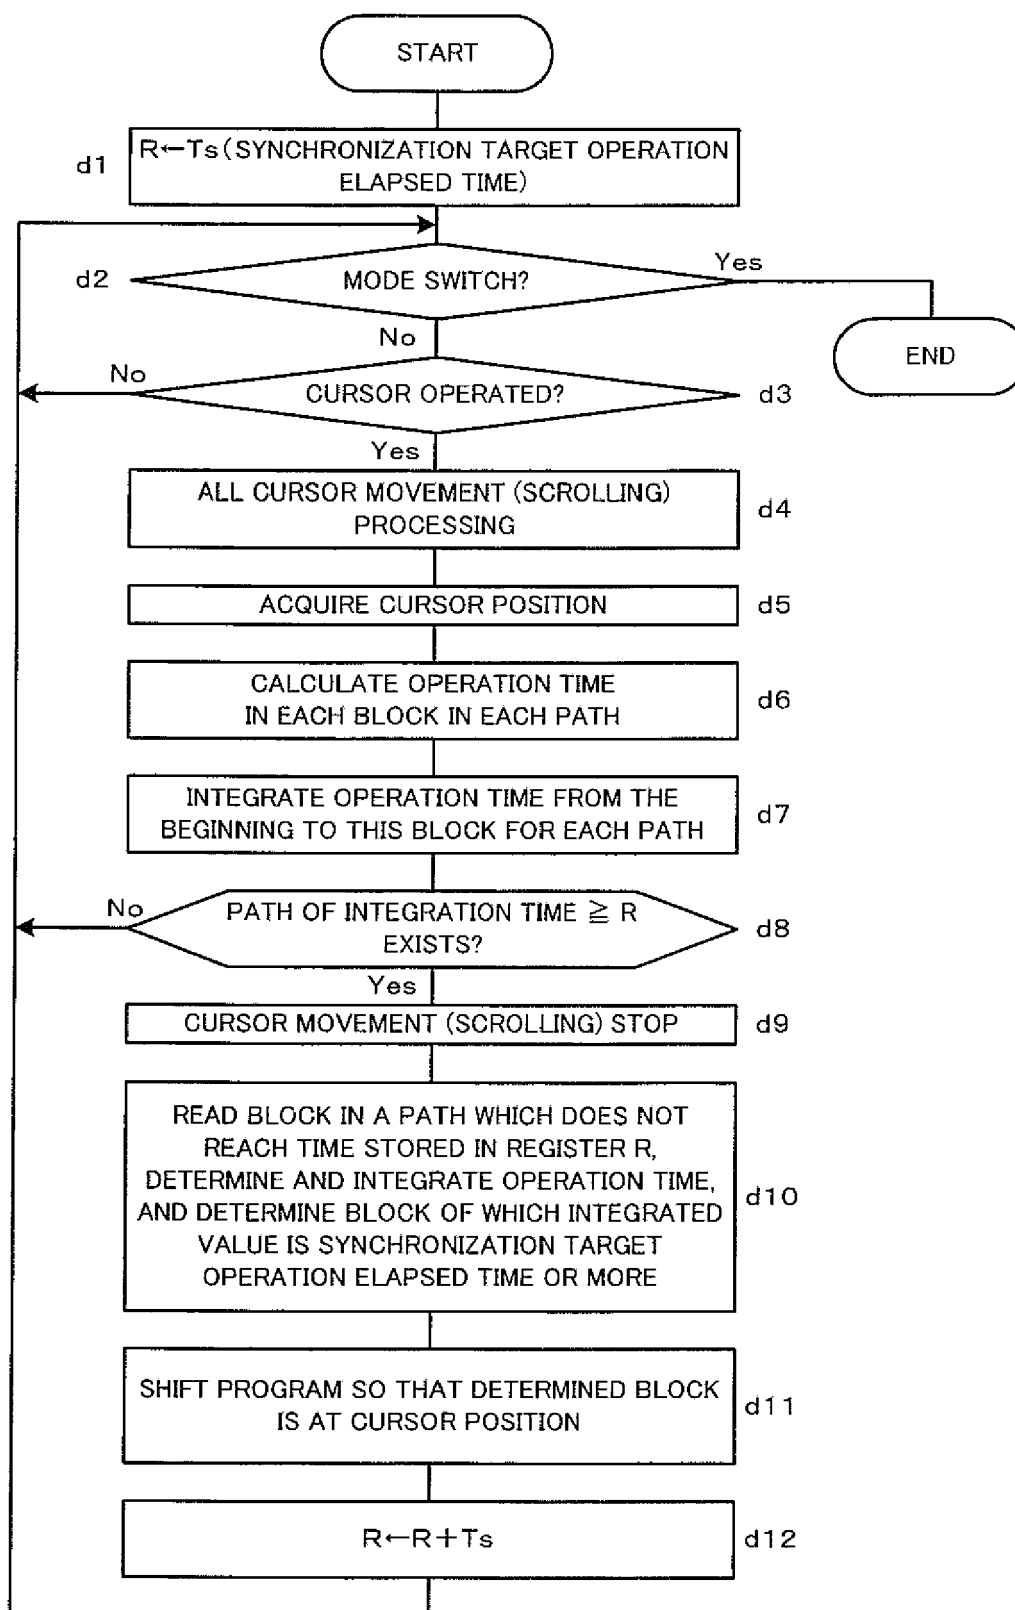 START
d1
R←Ts(SYNCHRONIZATION TARGET OPERATION
ELAPSED TIME)
d2
MODE SWITCH?
Yes
No
END
No
CURSOR OPERATED?
d3
Yes
ALL CURSOR MOVEMENT (SCROLLING)
PROCESSING
d4
ACQUIRE CURSOR POSITION
d5
CALCULATE OPERATION TIME
IN EACH BLOCK IN EACH PATH
d6
INTEGRATE OPERATION TIME FROM THE
BEGINNING TO THIS BLOCK FOR EACH PATH
d7
No
PATH OF INTEGRATION TIME ≧ R
EXISTS?
d8
Yes
CURSOR MOVEMENT (SCROLLING) STOP
d9
READ BLOCK IN A PATH WHICH DOES NOT
REACH TIME STORED IN REGISTER R,
DETERMINE AND INTEGRATE OPERATION TIME,
AND DETERMINE BLOCK OF WHICH INTEGRATED
VALUE IS SYNCHRONIZATION TARGET
OPERATION ELAPSED TIME OR MORE
d10
SHIFT PROGRAM SO THAT DETERMINED BLOCK
IS AT CURSOR POSITION
d11
R←R+Ts
d12